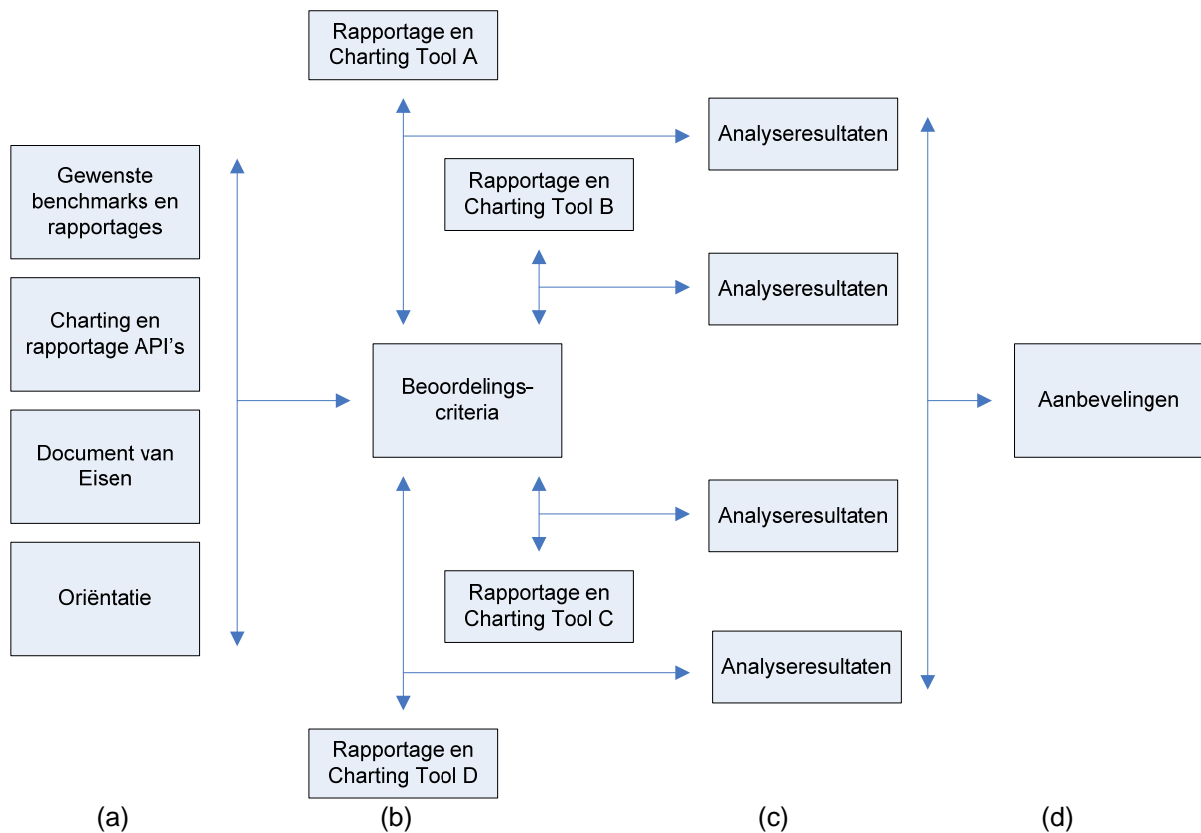 Rapportage en
Charting Tool A
Gewenste
benchmarks en
rapportages
Charting en
rapportage API’s
Document van
Eisen
Oriëntatie
Rapportage en
Charting Tool B
Beoordelings–
criteria
Rapportage en
Charting Tool C
Rapportage en
Charting Tool D
Analyseresultaten
Analyseresultaten
Analyseresultaten
Analyseresultaten
Aanbevelingen
(a)
(b)
(c)
(d)